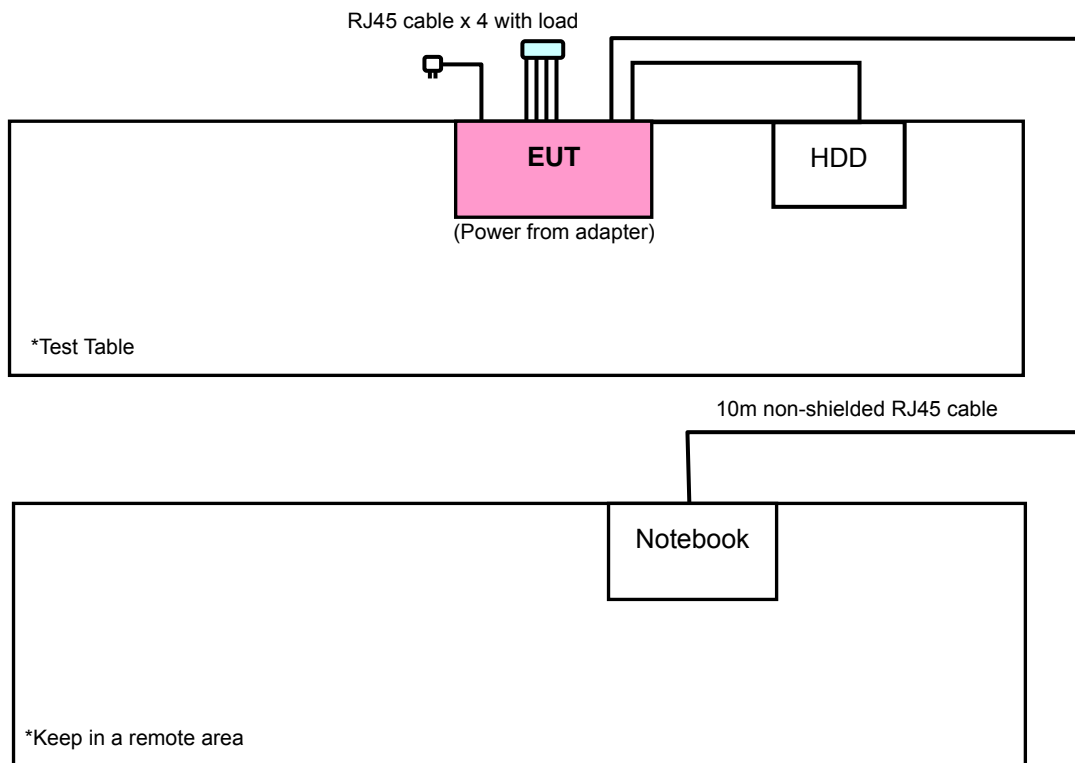 RJ45 cable x 4 with load
EUT
HDD
(Power from adapter)
*Test Table
10m non-shielded RJ45 cable
Notebook
*Keep in a remote area